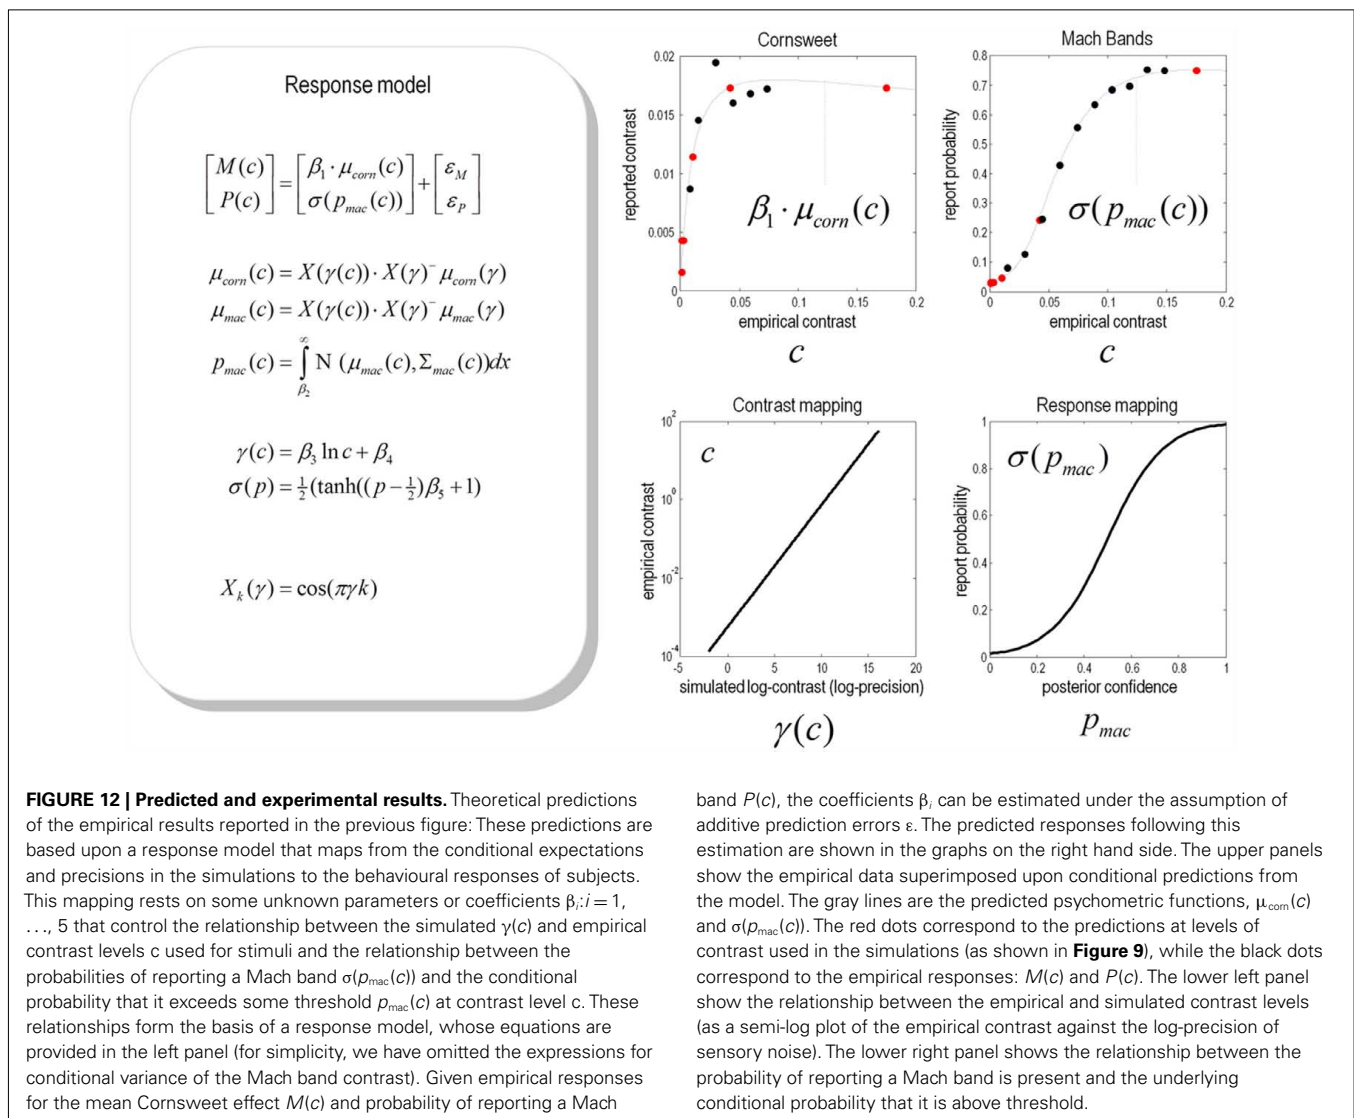 Response model
[M(c) P(c)] = [β₁ · μ_corn(c) σ(p_mac(c))] + [ε_M ε_P]
μ_corn(c) = X(γ(c)) · X(γ)⁻ μ_corn(γ)
μ_mac(c) = X(γ(c)) · X(γ)⁻ μ_mac(γ)
p_mac(c) = ∫_{β₂}^{∞} N (μ_mac(c), Σ_mac(c))dx
γ(c) = β₃ ln c + β₄
σ(p) = ½(tanh((p − ½)β₅ + 1)
X_k(γ) = cos(πγk)
Cornsweet
reported contrast
0.02
0.015
0.01
0.005
0
0 0.05 0.1 0.15 0.2
β₁ · μ_corn(c)
empirical contrast
c
Mach Bands
report probability
0.8
0.7
0.6
0.5
0.4
0.3
0.2
0.1
0
0 0.05 0.1 0.15 0.2
σ(p_mac(c))
empirical contrast
c
Contrast mapping
empirical contrast
10²
10⁰
10⁻²
10⁻⁴
c
-5 0 5 10 15 20
simulated log-contrast (log-precision)
γ(c)
Response mapping
report probability
1
0.8
0.6
0.4
0.2
0
σ(p_mac)
0 0.2 0.4 0.6 0.8 1
posterior confidence
p_mac
FIGURE 12 | Predicted and experimental results. Theoretical predictions
of the empirical results reported in the previous figure: These predictions are
based upon a response model that maps from the conditional expectations
and precisions in the simulations to the behavioural responses of subjects.
This mapping rests on some unknown parameters or coefficients βᵢ:i = 1,
…, 5 that control the relationship between the simulated γ(c) and empirical
contrast levels c used for stimuli and the relationship between the
probabilities of reporting a Mach band σ(p_mac(c)) and the conditional
probability that it exceeds some threshold p_mac(c) at contrast level c. These
relationships form the basis of a response model, whose equations are
provided in the left panel (for simplicity, we have omitted the expressions for
conditional variance of the Mach band contrast). Given empirical responses
for the mean Cornsweet effect M(c) and probability of reporting a Mach
band P(c), the coefficients βᵢ can be estimated under the assumption of
additive prediction errors ε. The predicted responses following this
estimation are shown in the graphs on the right hand side. The upper panels
show the empirical data superimposed upon conditional predictions from
the model. The gray lines are the predicted psychometric functions, μ_corn(c)
and σ(p_mac(c)). The red dots correspond to the predictions at levels of
contrast used in the simulations (as shown in Figure 9), while the black dots
correspond to the empirical responses: M(c) and P(c). The lower left panel
show the relationship between the empirical and simulated contrast levels
(as a semi-log plot of the empirical contrast against the log-precision of
sensory noise). The lower right panel shows the relationship between the
probability of reporting a Mach band is present and the underlying
conditional probability that it is above threshold.